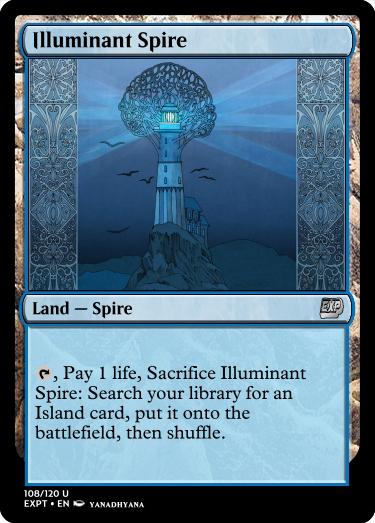 Illuminant Spire
Land — Spire
EXP
, Pay 1 life, Sacrifice Illuminant
Spire: Search your library for an
Island card, put it onto the
battlefield, then shuffle.
108/120 U
EXPT • EN YANADHYANA